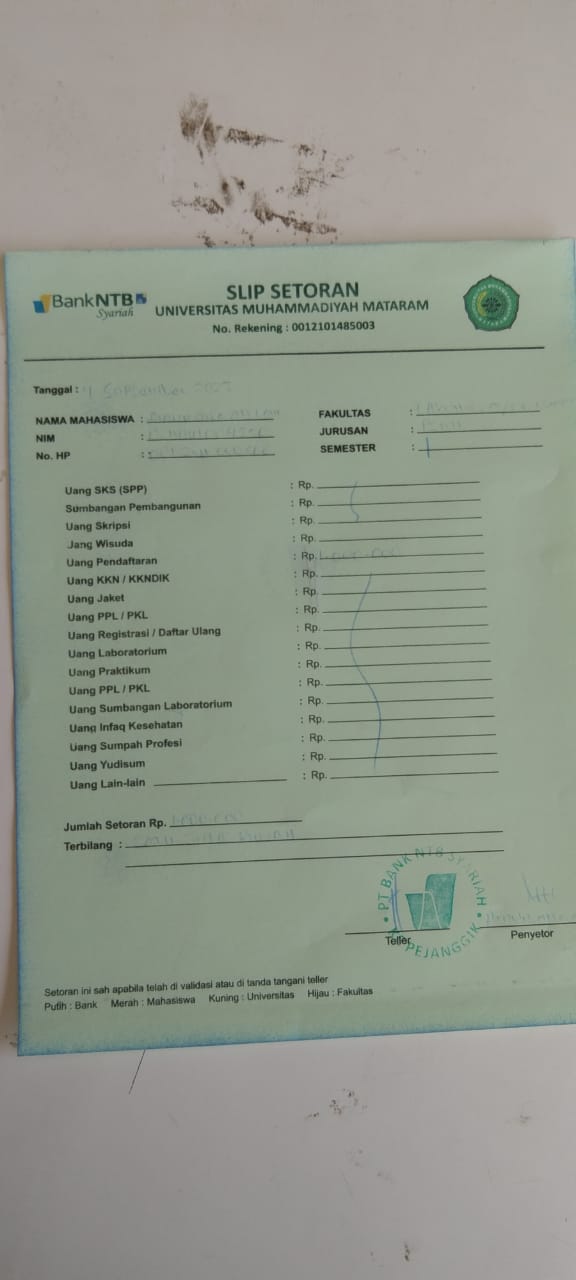 BankNTB Syariah
SLIP SETORAN
UNIVERSITAS MUHAMMADIYAH MATARAM
No. Rekening : 0012101485003
Tanggal : September
NAMA MAHASISWA :
NIM :
No. HP :
FAKULTAS :
JURUSAN :
SEMESTER : 1
Uang SKS (SPP) : Rp.
Sumbangan Pembangunan : Rp.
Uang Skripsi : Rp.
Jang Wisuda : Rp.
Uang Pendaftaran : Rp.
Uang KKN / KKNDIK : Rp.
Uang Jaket : Rp.
Uang PPL / PKL : Rp.
Uang Registrasi / Daftar Ulang : Rp.
Uang Laboratorium : Rp.
Uang Praktikum : Rp.
Uang PPL / PKL : Rp.
Uang Sumbangan Laboratorium : Rp.
Uang Infaq Kesehatan : Rp.
Uang Sumpah Profesi : Rp.
Uang Yudisum : Rp.
Uang Lain-lain : Rp.
Jumlah Setoran Rp.
Terbilang :
PT BANK NTB SYARIAH
PEJANGGIK
Teller
Penyetor
Setoran ini sah apabila telah di validasi atau di tanda tangani teller
Putih : Bank Merah : Mahasiswa Kuning : Universitas Hijau : Fakultas